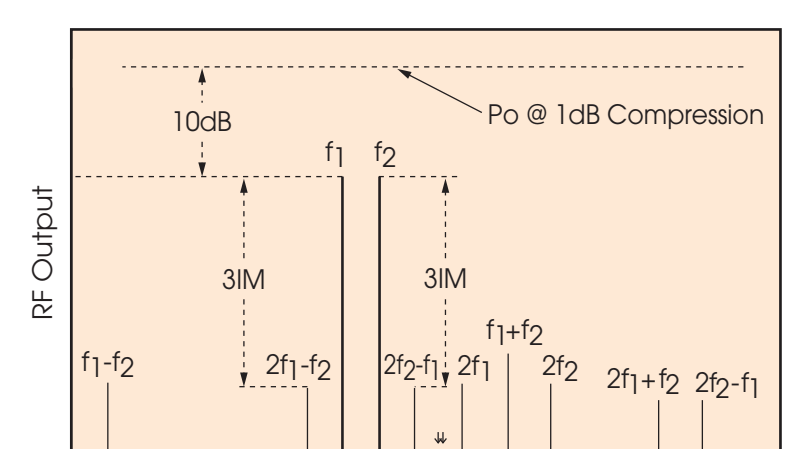 Po @ 1dB Compression
10dB
f1 f2
RF Output
3IM 3IM
f1+f2
f1-f2 2f1-f2 2f2-f1 2f1 2f2
2f1+f2 2f2-f1